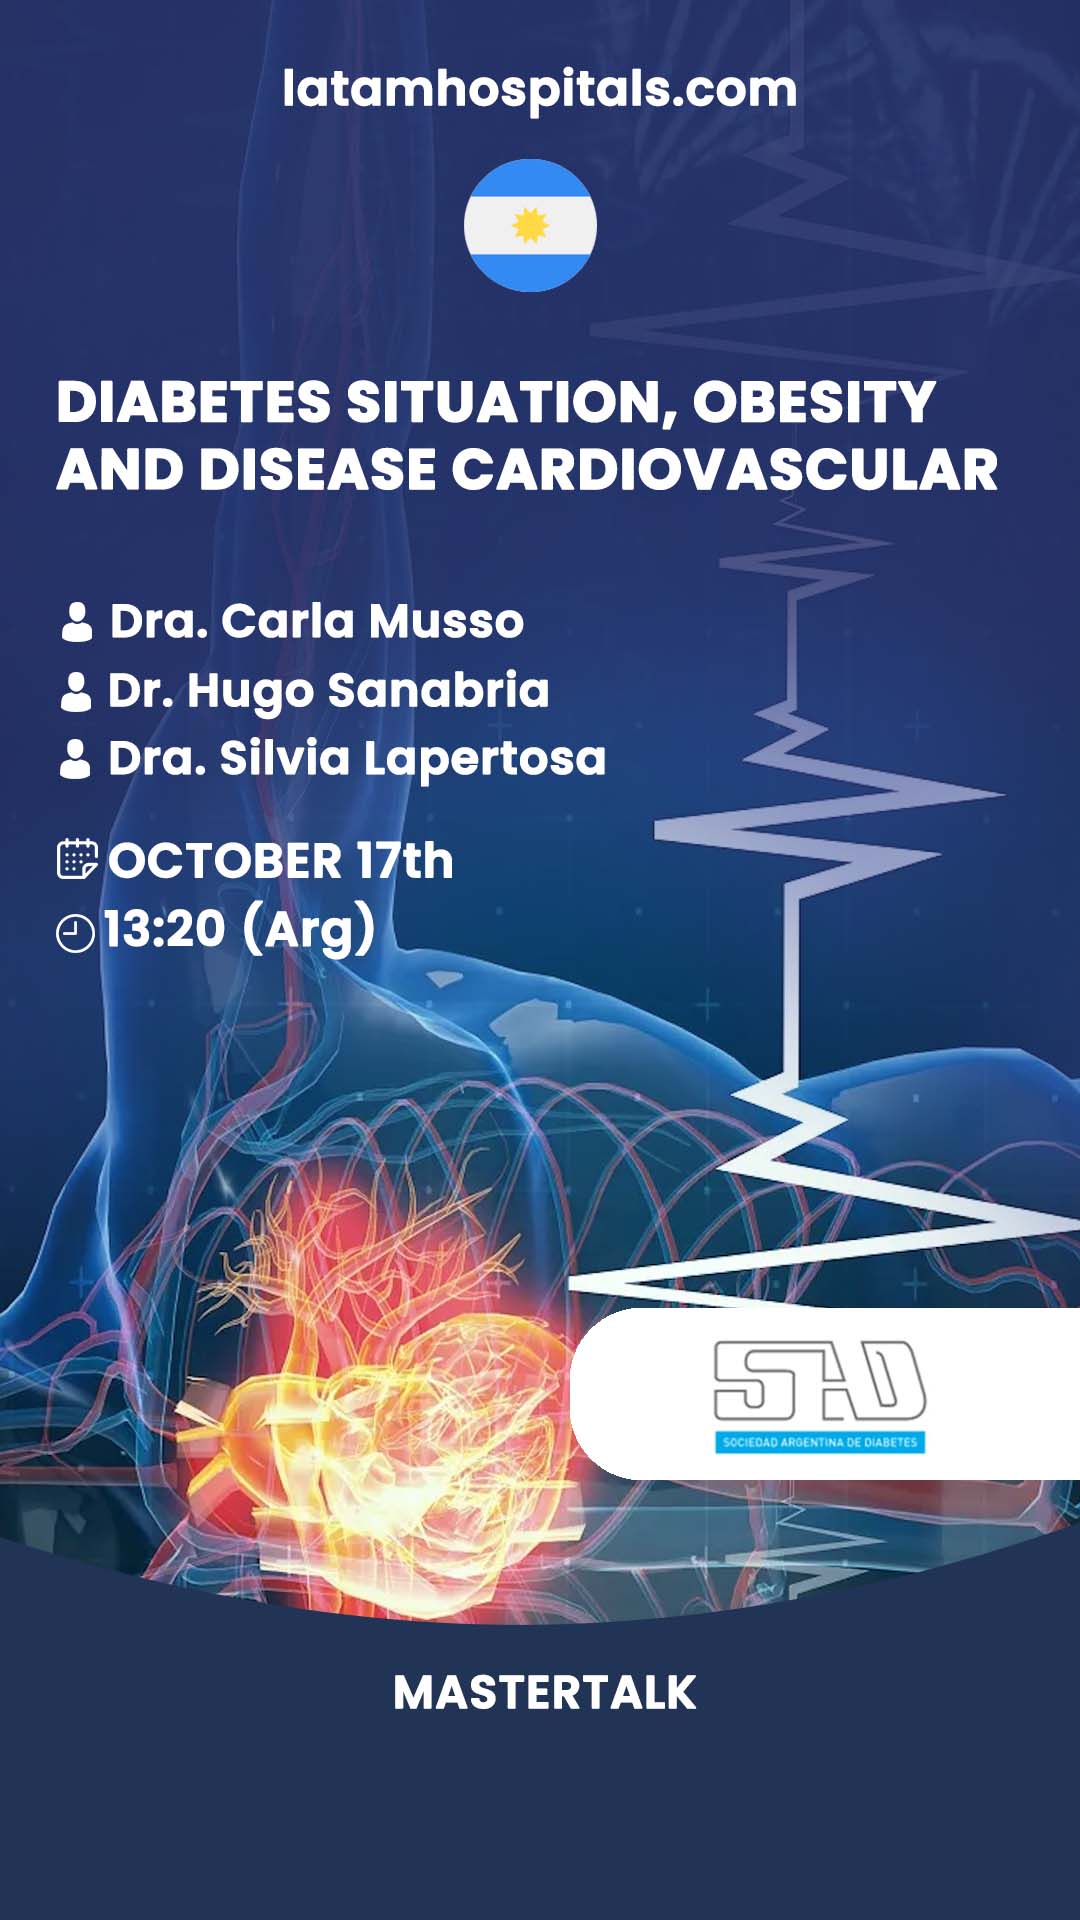 latamhospitals.com
DIABETES SITUATION, OBESITY
AND DISEASE CARDIOVASCULAR
Dra. Carla Musso
Dr. Hugo Sanabria
Dra. Silvia Lapertosa
OCTOBER 17th
13:20 (Arg)
SAD
SOCIEDAD ARGENTINA DE DIABETES
MASTERTALK